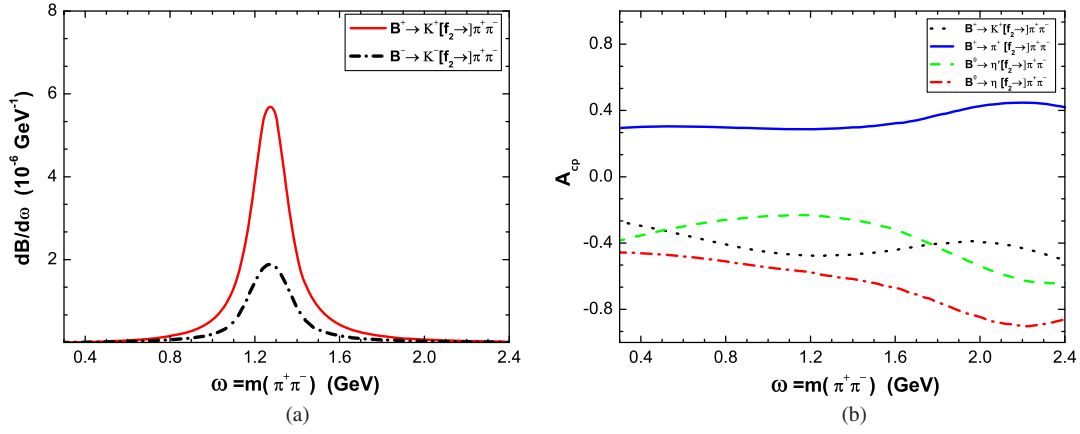 B⁺→ K⁺[f₂→]π⁺π⁻
B⁻→ K⁻[f₂→]π⁺π⁻
8
6
4
2
dB/dω (10⁻⁶ GeV⁻¹)
0.4 0.8 1.2 1.6 2.0 2.4
ω =m( π⁺π⁻ ) (GeV)
(a)
B⁺→ K⁺[f₂→]π⁺π⁻
B⁺→ π⁺ [f₂→]π⁺π⁻
B⁰→ η′[f₂→]π⁺π⁻
B⁰→ η [f₂→]π⁺π⁻
0.8
0.4
0.0
-0.4
-0.8
A_cp
0.4 0.8 1.2 1.6 2.0 2.4
ω =m( π⁺π⁻ ) (GeV)
(b)